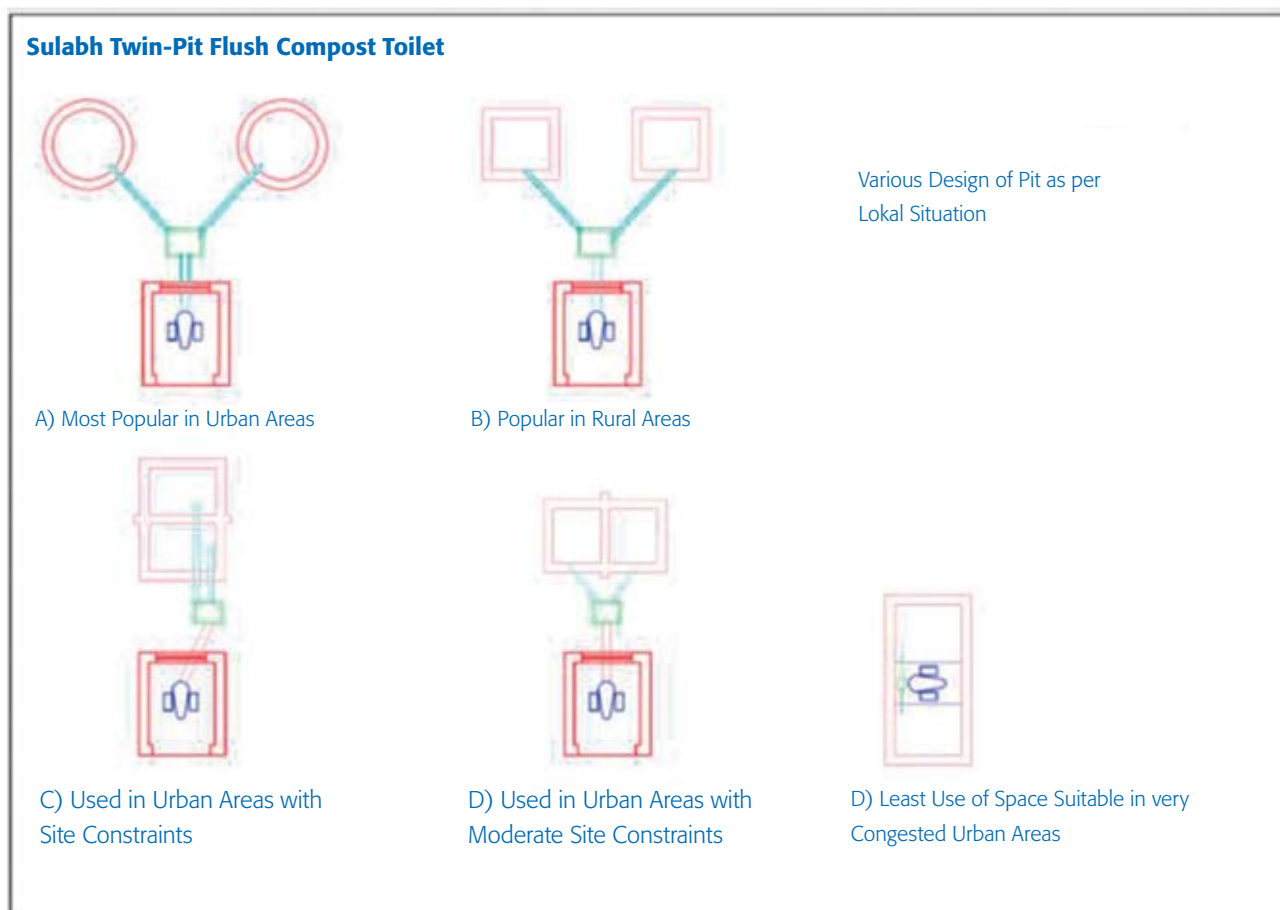 Sulabh Twin-Pit Flush Compost Toilet
Various Design of Pit as per
Lokal Situation
A) Most Popular in Urban Areas
B) Popular in Rural Areas
C) Used in Urban Areas with
Site Constraints
D) Used in Urban Areas with
Moderate Site Constraints
D) Least Use of Space Suitable in very
Congested Urban Areas